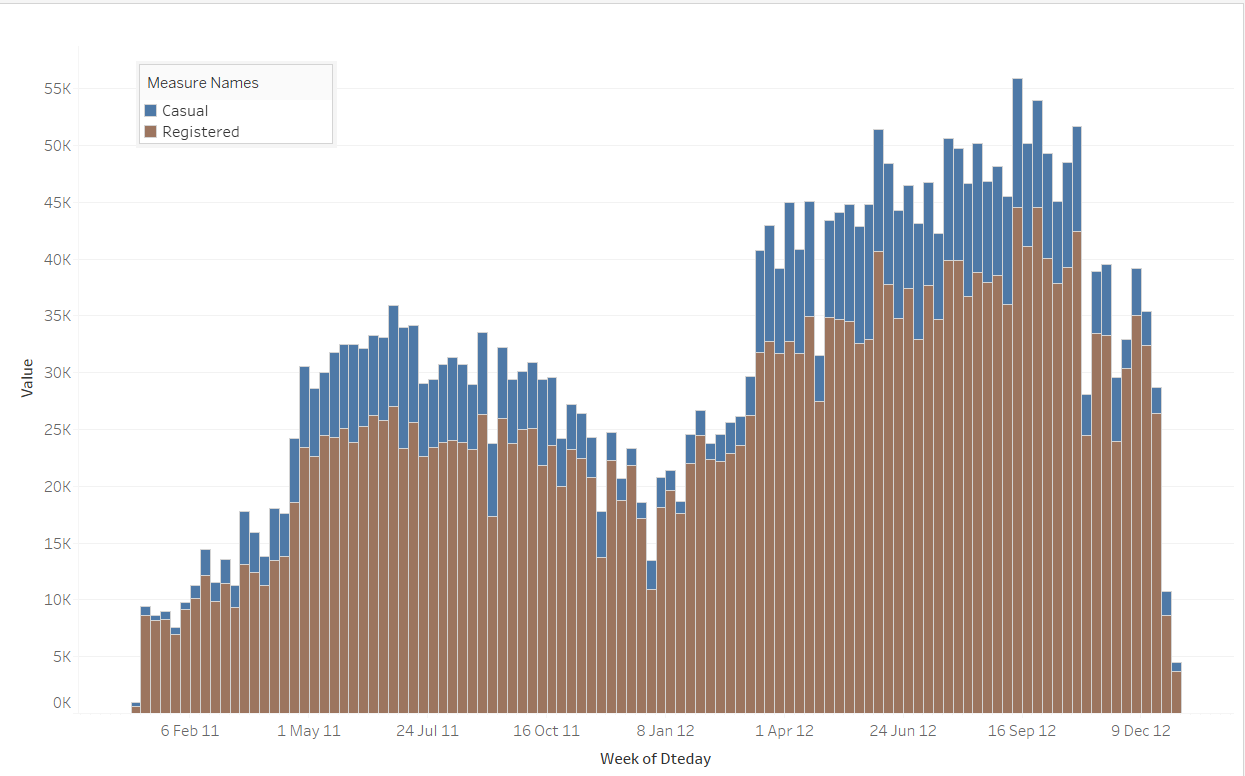 Measure Names
Casual
Registered
55K
50K
45K
40K
35K
30K
25K
20K
15K
10K
5K
0K
Value
6 Feb 11 1 May 11 24 Jul 11 16 Oct 11 8 Jan 12 1 Apr 12 24 Jun 12 16 Sep 12 9 Dec 12
Week of Dteday